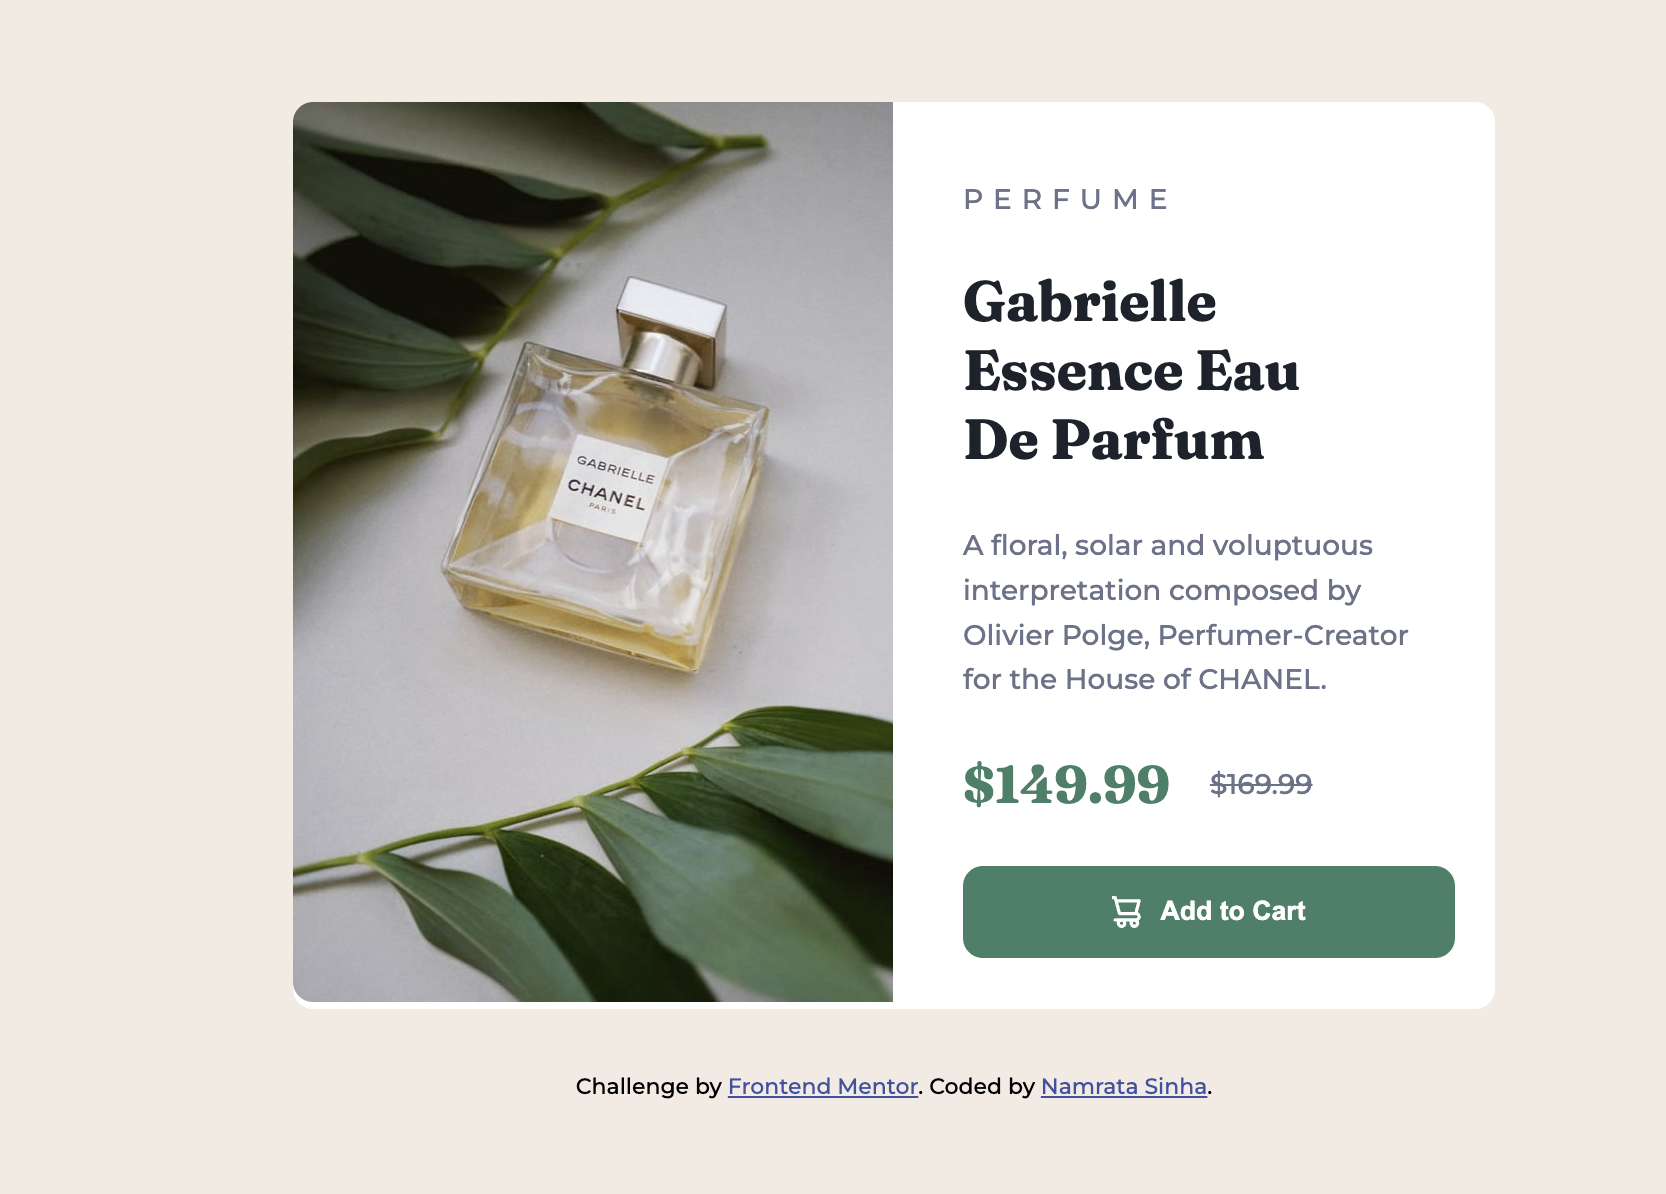 GABRIELLE
CHANEL
PARIS
PERFUME
Gabrielle
Essence Eau
De Parfum
A floral, solar and voluptuous
interpretation composed by
Olivier Polge, Perfumer-Creator
for the House of CHANEL.
$149.99 $169.99
Add to Cart
Challenge by Frontend Mentor. Coded by Namrata Sinha.